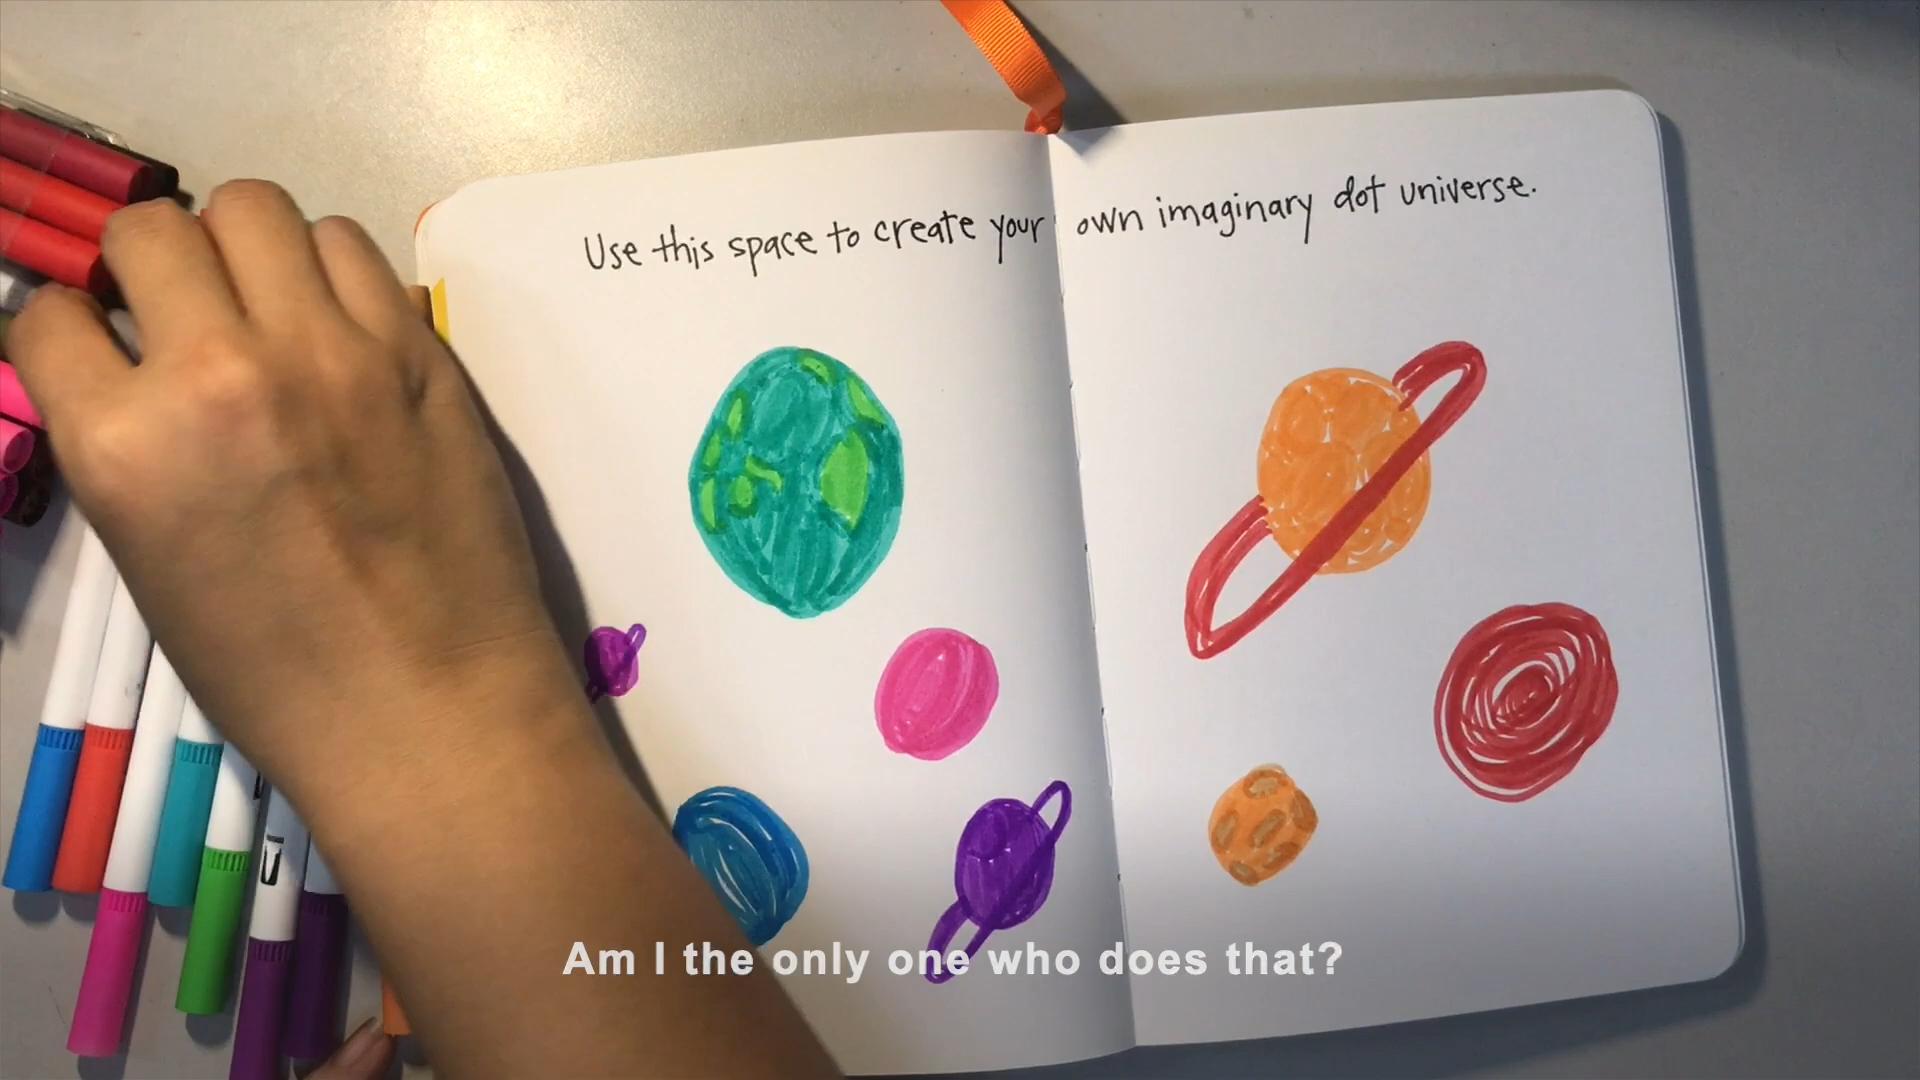 Use this space to create your own imaginary dot universe.
Am I the only one who does that?